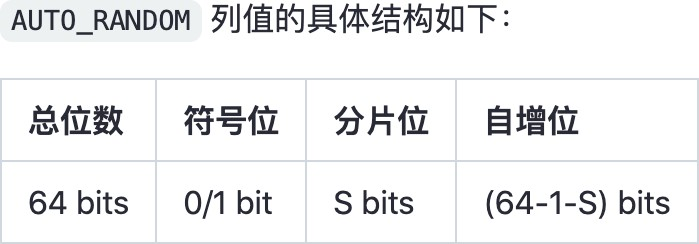 AUTO_RANDOM 列值的具体结构如下：
总位数 符号位 分片位 自增位
64 bits 0/1 bit S bits (64-1-S) bits